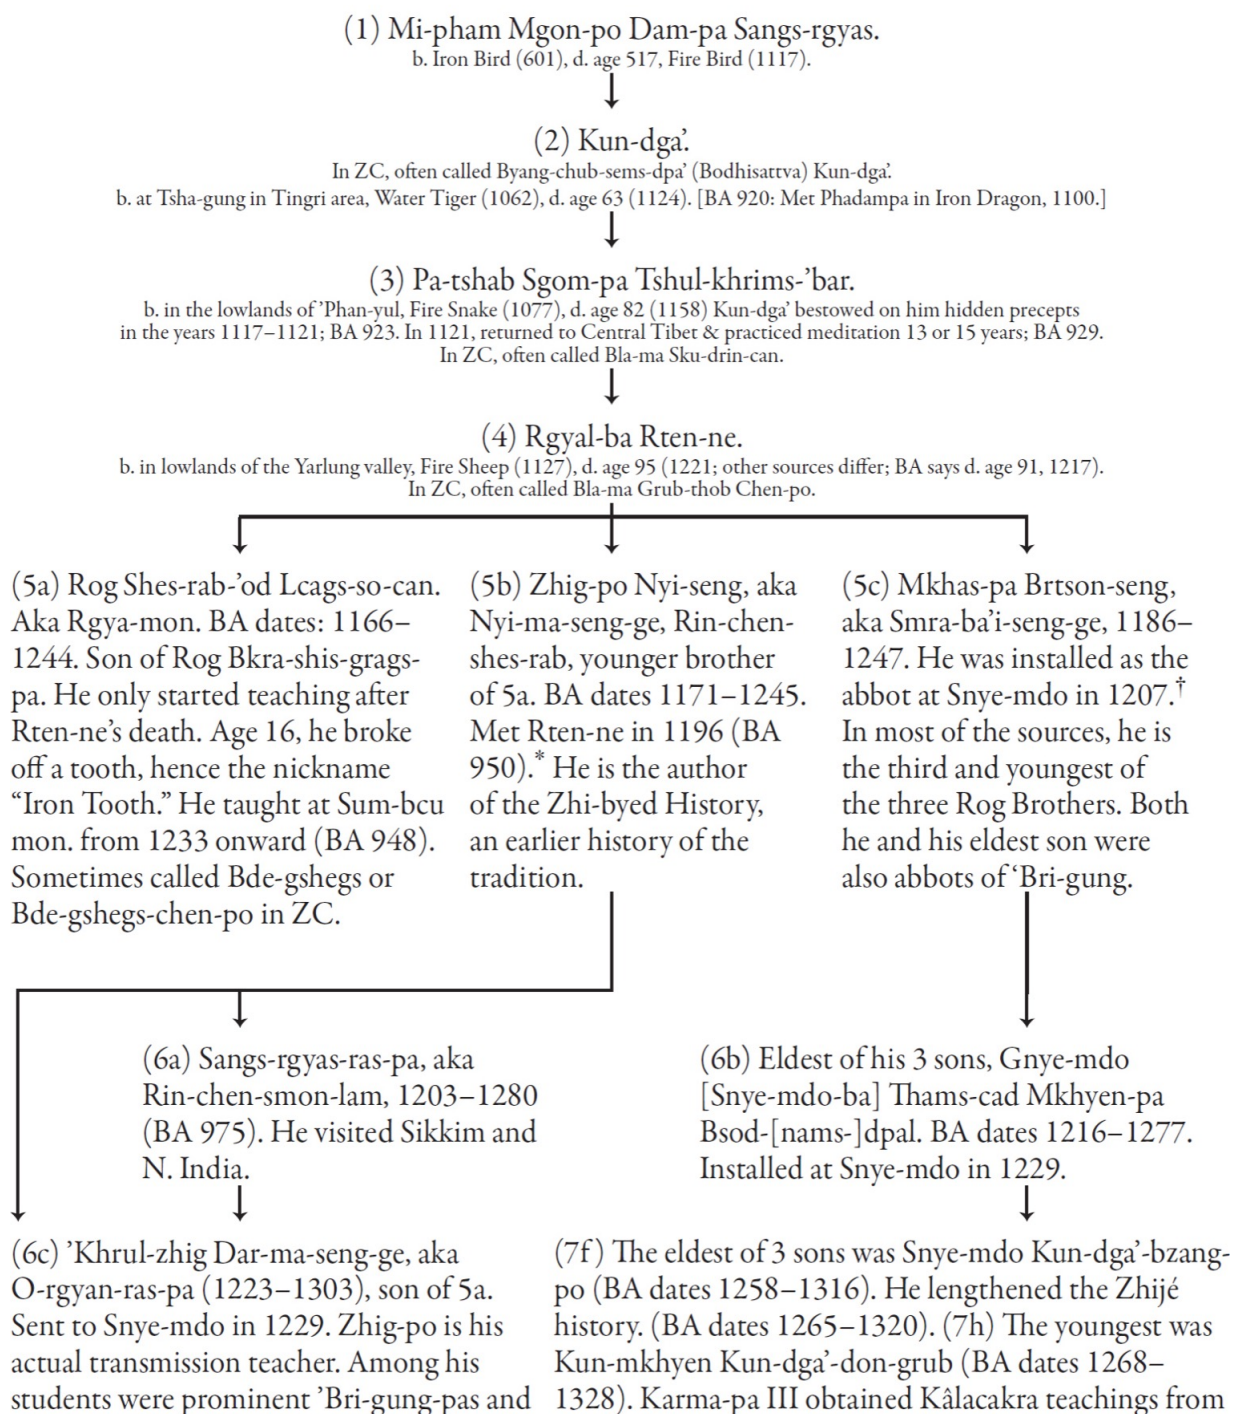 (1) Mi-pham Mgon-po Dam-pa Sangs-rgyas.
b. Iron Bird (601), d. age 517, Fire Bird (1117).
(2) Kun-dga’.
In ZC, often called Byang-chub-sems-dpa’ (Bodhisattva) Kun-dga’.
b. at Tsha-gung in Tingri area, Water Tiger (1062), d. age 63 (1124). [BA 920: Met Phadampa in Iron Dragon, 1100.]
(3) Pa-tshab Sgom-pa Tshul-khrims-’bar.
b. in the lowlands of ’Phan-yul, Fire Snake (1077), d. age 82 (1158) Kun-dga’ bestowed on him hidden precepts
in the years 1117–1121; BA 923. In 1121, returned to Central Tibet & practiced meditation 13 or 15 years; BA 929.
In ZC, often called Bla-ma Sku-drin-can.
(4) Rgyal-ba Rten-ne.
b. in lowlands of the Yarlung valley, Fire Sheep (1127), d. age 95 (1221; other sources differ; BA says d. age 91, 1217).
In ZC, often called Bla-ma Grub-thob Chen-po.
(5a) Rog Shes-rab-’od Lcags-so-can.
Aka Rgya-mon. BA dates: 1166–
1244. Son of Rog Bkra-shis-grags-
pa. He only started teaching after
Rten-ne’s death. Age 16, he broke
off a tooth, hence the nickname
“Iron Tooth.” He taught at Sum-bcu
mon. from 1233 onward (BA 948).
Sometimes called Bde-gshegs or
Bde-gshegs-chen-po in ZC.
(5b) Zhig-po Nyi-seng, aka
Nyi-ma-seng-ge, Rin-chen-
shes-rab, younger brother
of 5a. BA dates 1171–1245.
Met Rten-ne in 1196 (BA
950).* He is the author
of the Zhi-byed History,
an earlier history of the
tradition.
(5c) Mkhas-pa Brtson-seng,
aka Smra-ba’i-seng-ge, 1186–
1247. He was installed as the
abbot at Snye-mdo in 1207.†
In most of the sources, he is
the third and youngest of
the three Rog Brothers. Both
he and his eldest son were
also abbots of ‘Bri-gung.
(6a) Sangs-rgyas-ras-pa, aka
Rin-chen-smon-lam, 1203–1280
(BA 975). He visited Sikkim and
N. India.
(6b) Eldest of his 3 sons, Gnye-mdo
[Snye-mdo-ba] Thams-cad Mkhyen-pa
Bsod-[nams-]dpal. BA dates 1216–1277.
Installed at Snye-mdo in 1229.
(6c) ’Khrul-zhig Dar-ma-seng-ge, aka
O-rgyan-ras-pa (1223–1303), son of 5a.
Sent to Snye-mdo in 1229. Zhig-po is his
actual transmission teacher. Among his
students were prominent ’Bri-gung-pas and
(7f) The eldest of 3 sons was Snye-mdo Kun-dga’-bzang-
po (BA dates 1258–1316). He lengthened the Zhijé
history. (BA dates 1265–1320). (7h) The youngest was
Kun-mkhyen Kun-dga’-don-grub (BA dates 1268–
1328). Karma-pa III obtained Kâlacakra teachings from